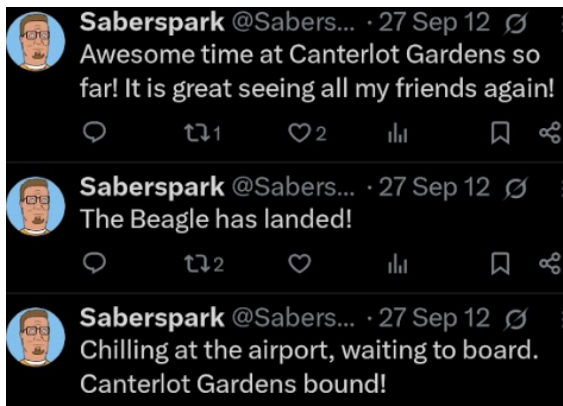 Saberspark @Sabers... · 27 Sep 12
Awesome time at Canterlot Gardens so
far! It is great seeing all my friends again!
1 2
Saberspark @Sabers... · 27 Sep 12
The Beagle has landed!
2
Saberspark @Sabers... · 27 Sep 12
Chilling at the airport, waiting to board.
Canterlot Gardens bound!